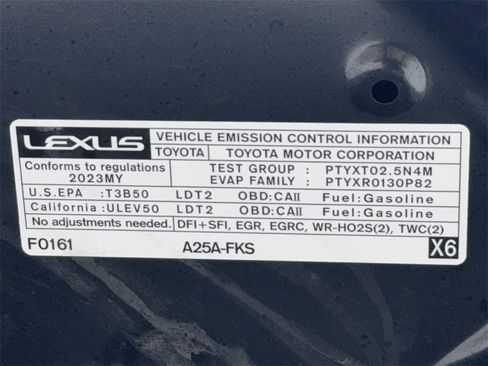 LEXUS VEHICLE EMISSION CONTROL INFORMATION
TOYOTA TOYOTA MOTOR CORPORATION
Conforms to regulations
2023MY
TEST GROUP : PTYXT02.5N4M
EVAP FAMILY : PTYXR0130P82
U.S.EPA :T3B50 LDT2 OBD:CAII Fuel:Gasoline
California :ULEV50 LDT2 OBD:CAII Fuel:Gasoline
No adjustments needed. DFI+SFI, EGR, EGRC, WR-HO2S(2), TWC(2)
F0161 A25A-FKS X6